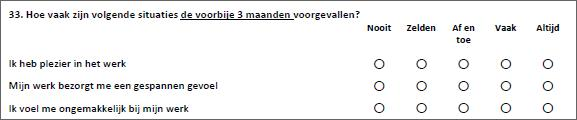 33. Hoe vaak zijn volgende situaties de voorbije 3 maanden voorgevallen?
Nooit Zelden Af en toe Vaak Altijd
Ik heb plezier in het werk
Mijn werk bezorgt me een gespannen gevoel
Ik voel me ongemakkelijk bij mijn werk